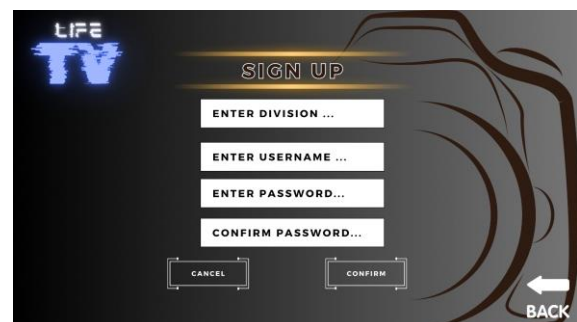 LIFE
TV
SIGN UP
ENTER DIVISION ...
ENTER USERNAME ...
ENTER PASSWORD...
CONFIRM PASSWORD...
CANCEL
CONFIRM
BACK